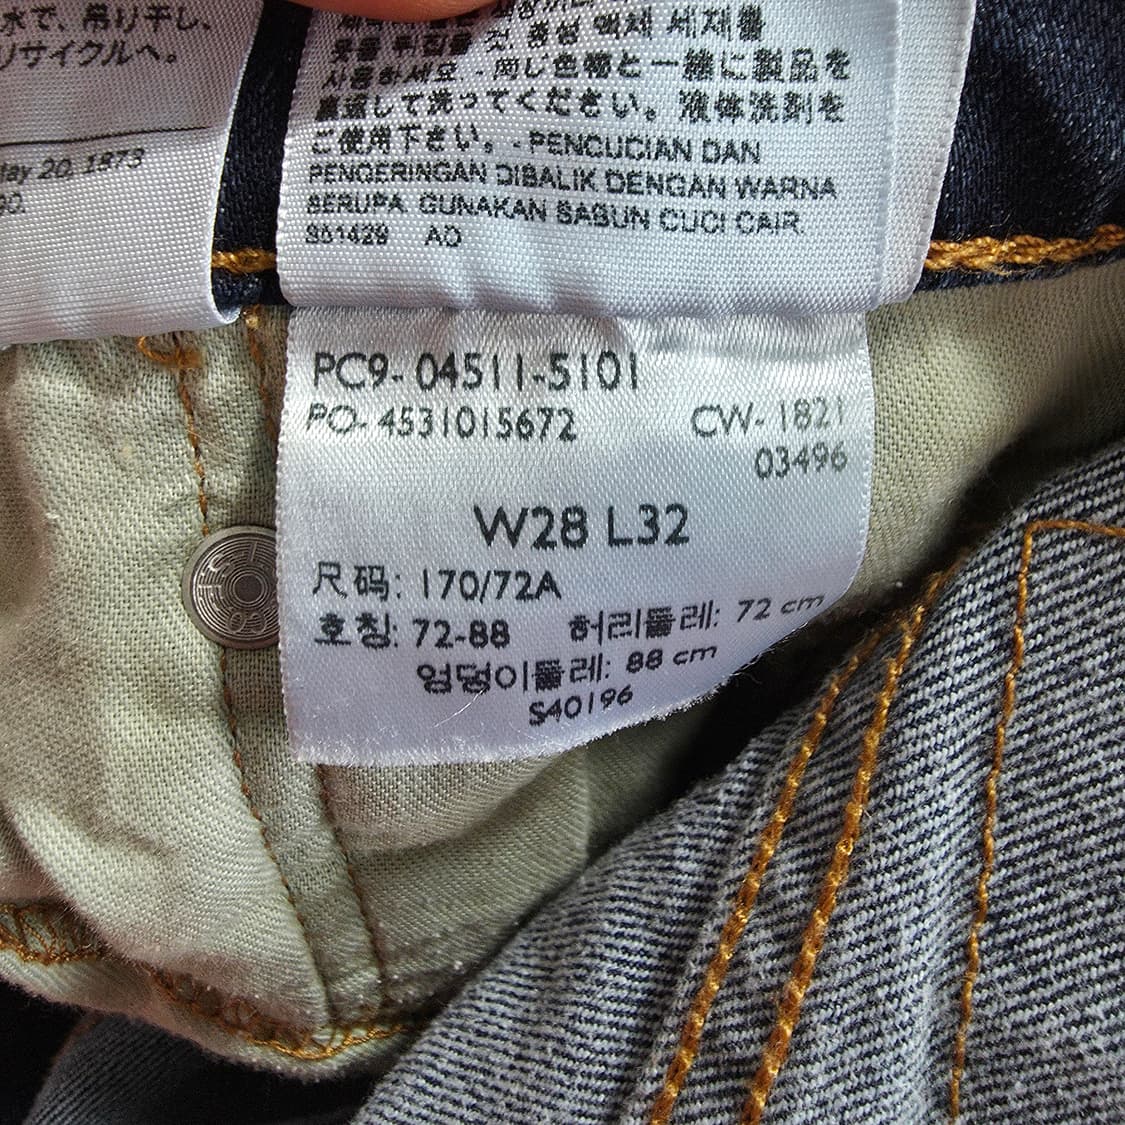 水で、吊り干し、
リサイクルへ。
May 20, 1873
90.
옷을 뒤집을 것. 중성 액체 세제를
사용하세요. - 同じ色物と一緒に製品を
裏返して洗ってください。液体洗剤を
ご使用下さい。- PENCUCIAN DAN
PENGERINGAN DIBALIK DENGAN WARNA
BERUPA. GUNAKAN SABUN CUCI CAIR.
S01429 AD
PC9- 04511-5101
PO- 4531015672 CW- 1821
03496
W28 L32
尺码: 170/72A
호칭: 72-88 허리둘레: 72 cm
엉덩이둘레: 88 cm
S40196